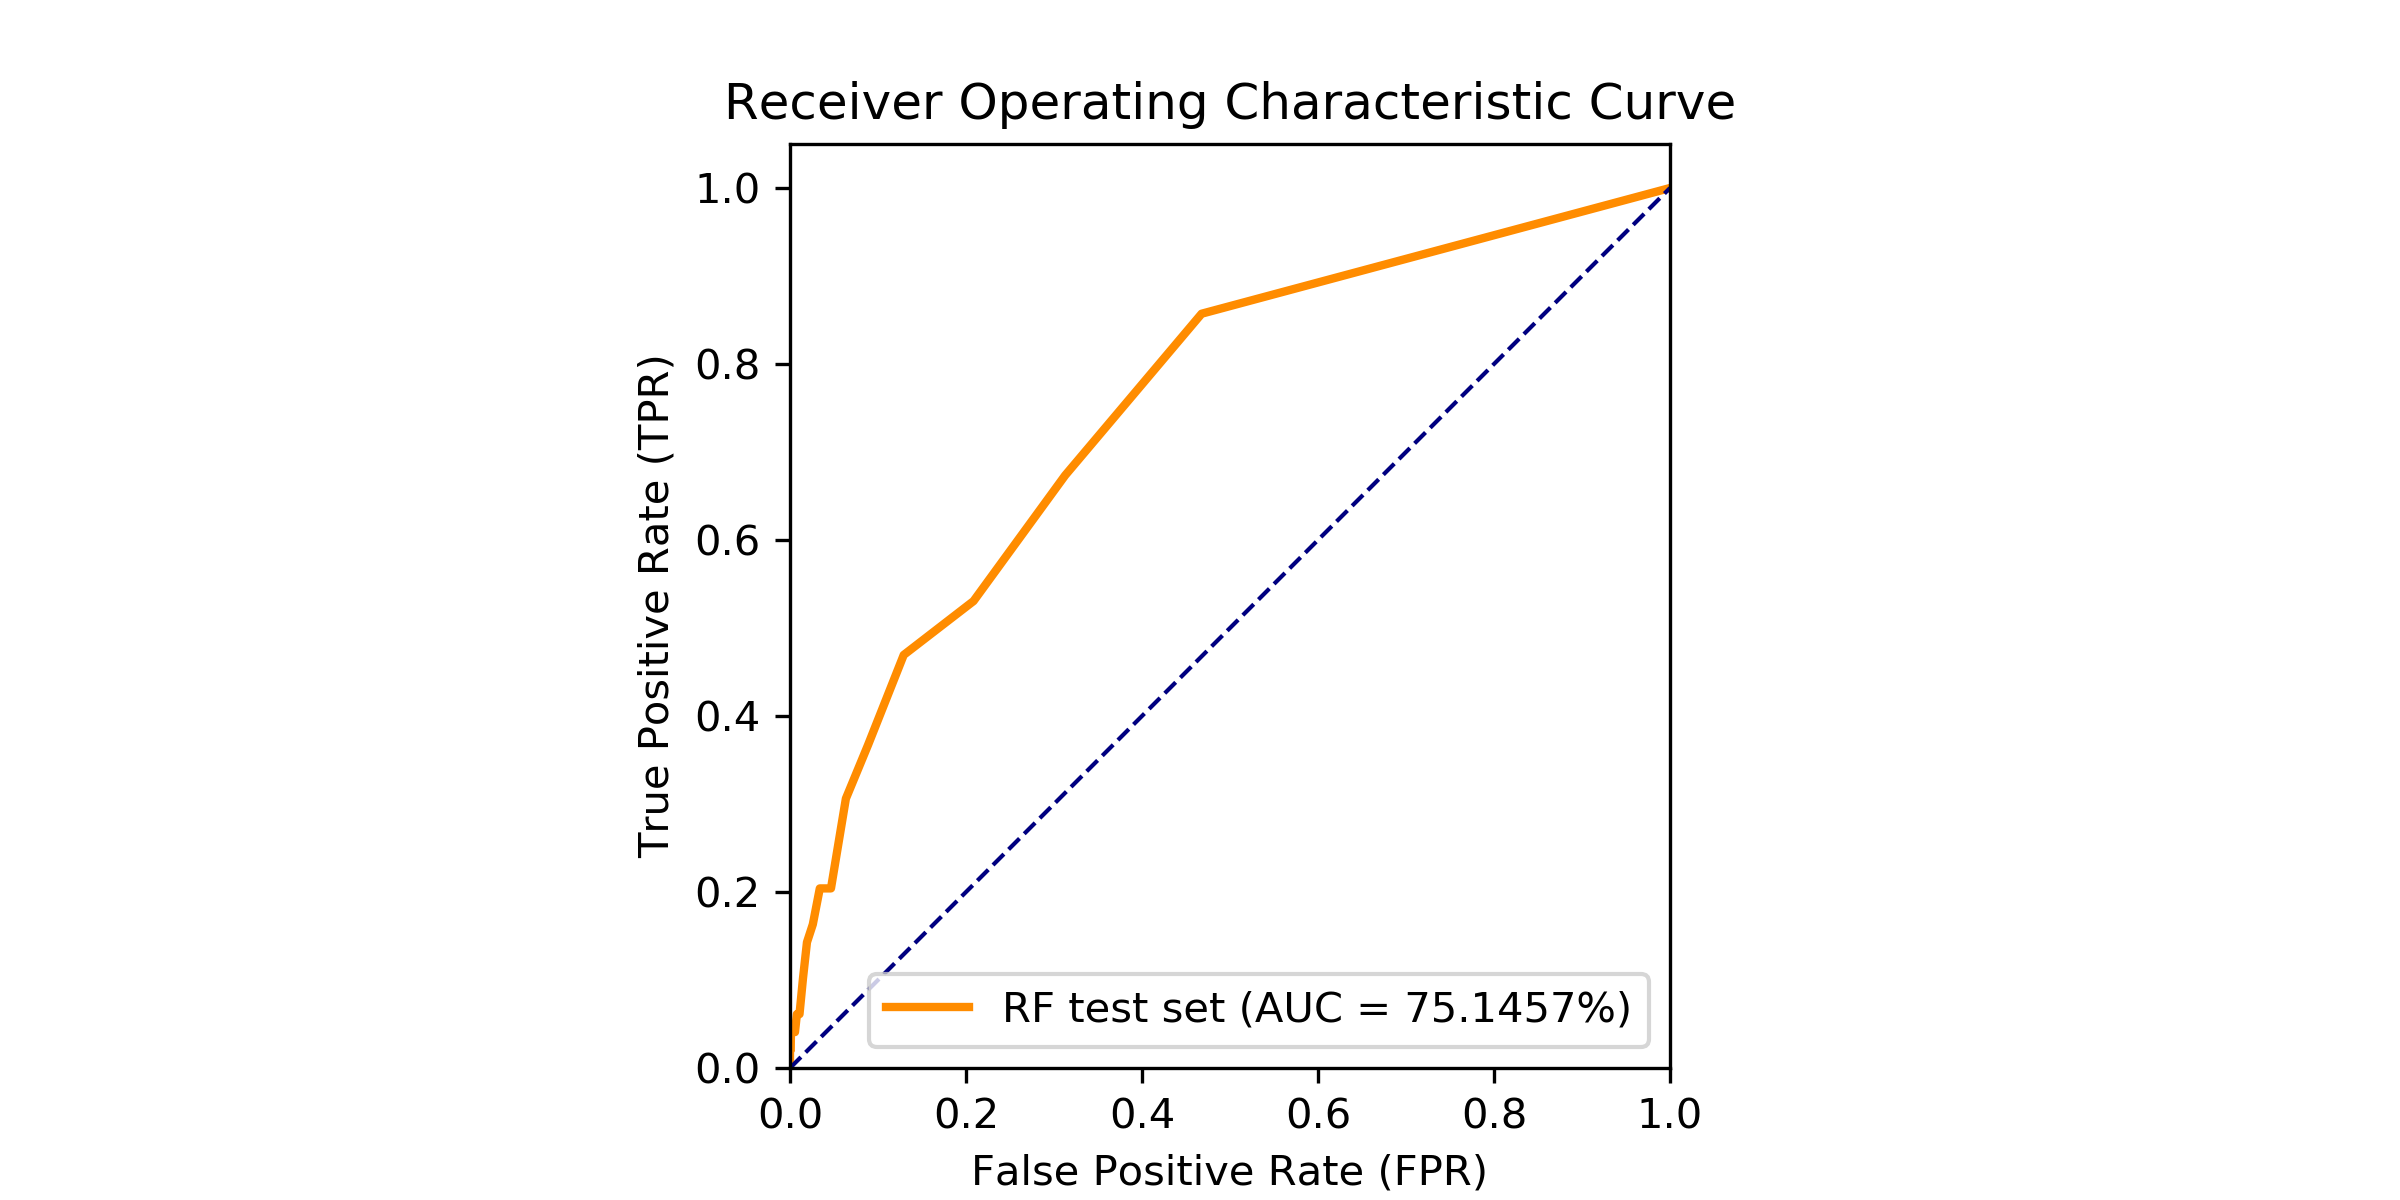 Receiver Operating Characteristic Curve
1.0
0.8
0.6
0.4
0.2
0.0
True Positive Rate (TPR)
RF test set (AUC = 75.1457%)
0.0 0.2 0.4 0.6 0.8 1.0
False Positive Rate (FPR)